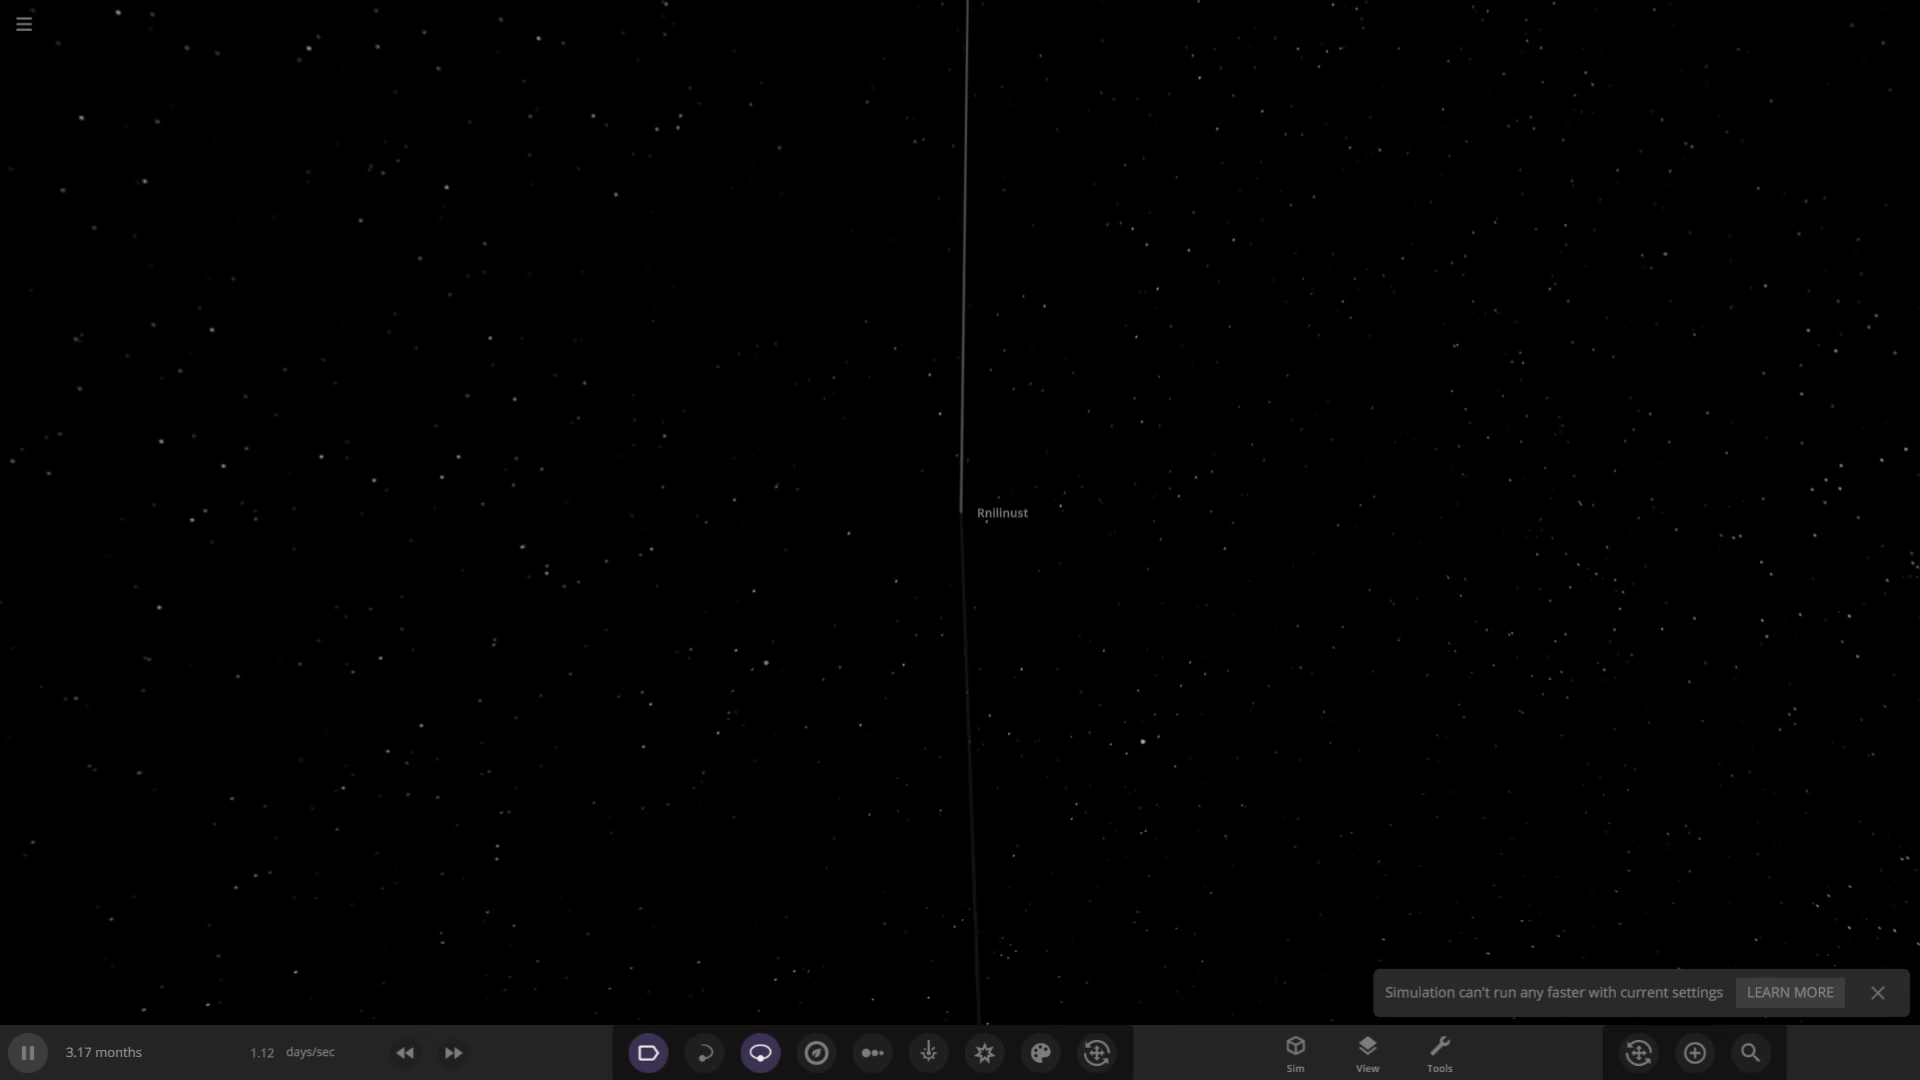 Rnilinust
Simulation can't run any faster with current settings
LEARN MORE
3.17 months
1.12 days/sec
Sim
View
Tools